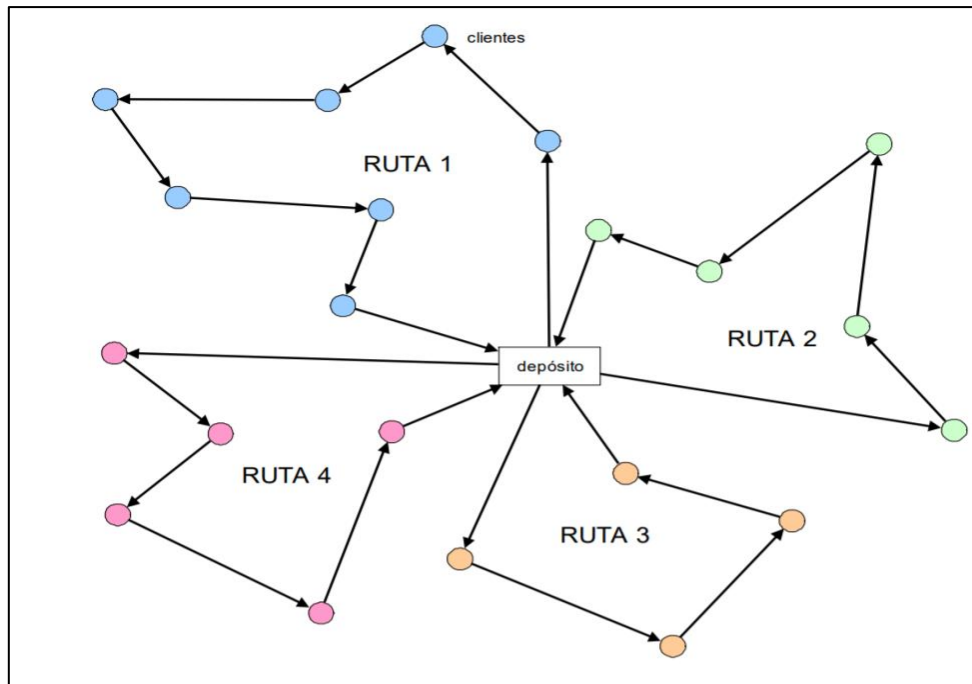 clientes
RUTA 1
RUTA 2
depósito
RUTA 4
RUTA 3